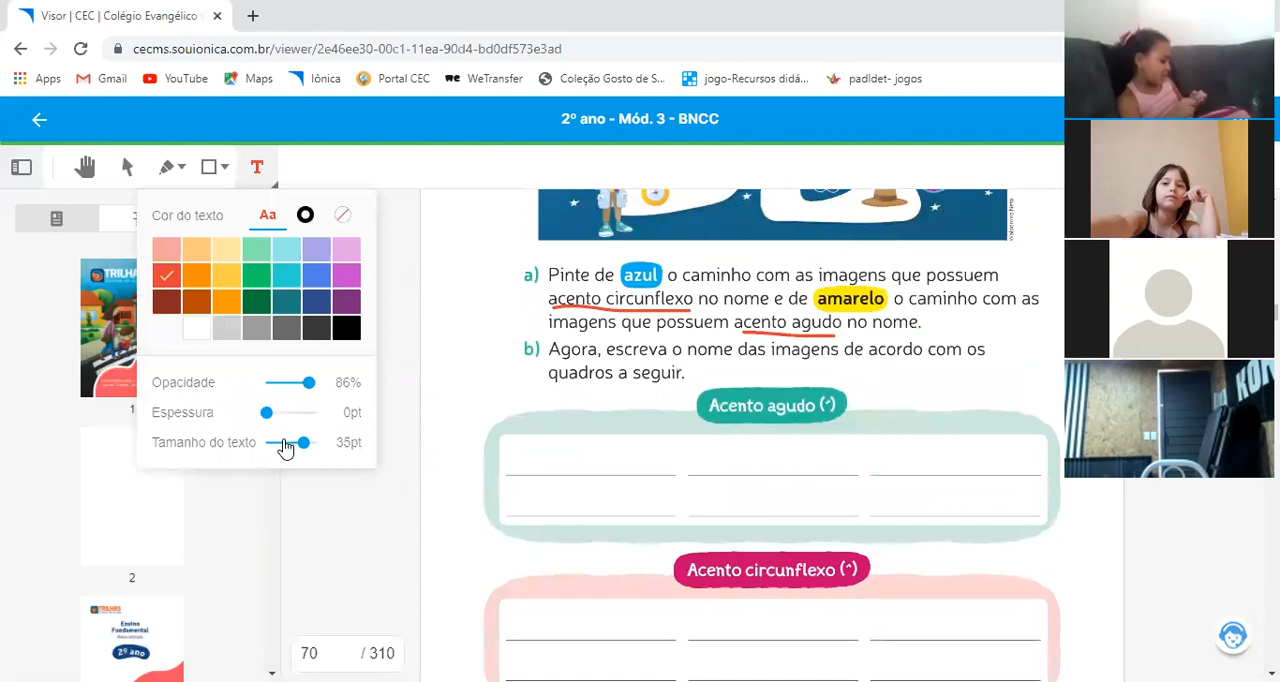 Visor | CEC | Colégio Evangélico
cecms.souionica.com.br/viewer/2e46ee30-00c1-11ea-90d4-bd0df573e3ad
Apps Gmail YouTube Maps Iônica Portal CEC WeTransfer Coleção Gosto de S... jogo-Recursos didá... padldet- jogos
2º ano - Mód. 3 - BNCC
T
Cor do texto Aa
Opacidade 86%
Espessura 0pt
Tamanho do texto 35pt
TRILHAS
1
2
TRILHAS
Ensino
Fundamental
2º ano
a) Pinte de azul o caminho com as imagens que possuem
acento circunflexo no nome e de amarelo o caminho com as
imagens que possuem acento agudo no nome.
b) Agora, escreva o nome das imagens de acordo com os
quadros a seguir.
Acento agudo (´)
Acento circunflexo (^)
70 / 310